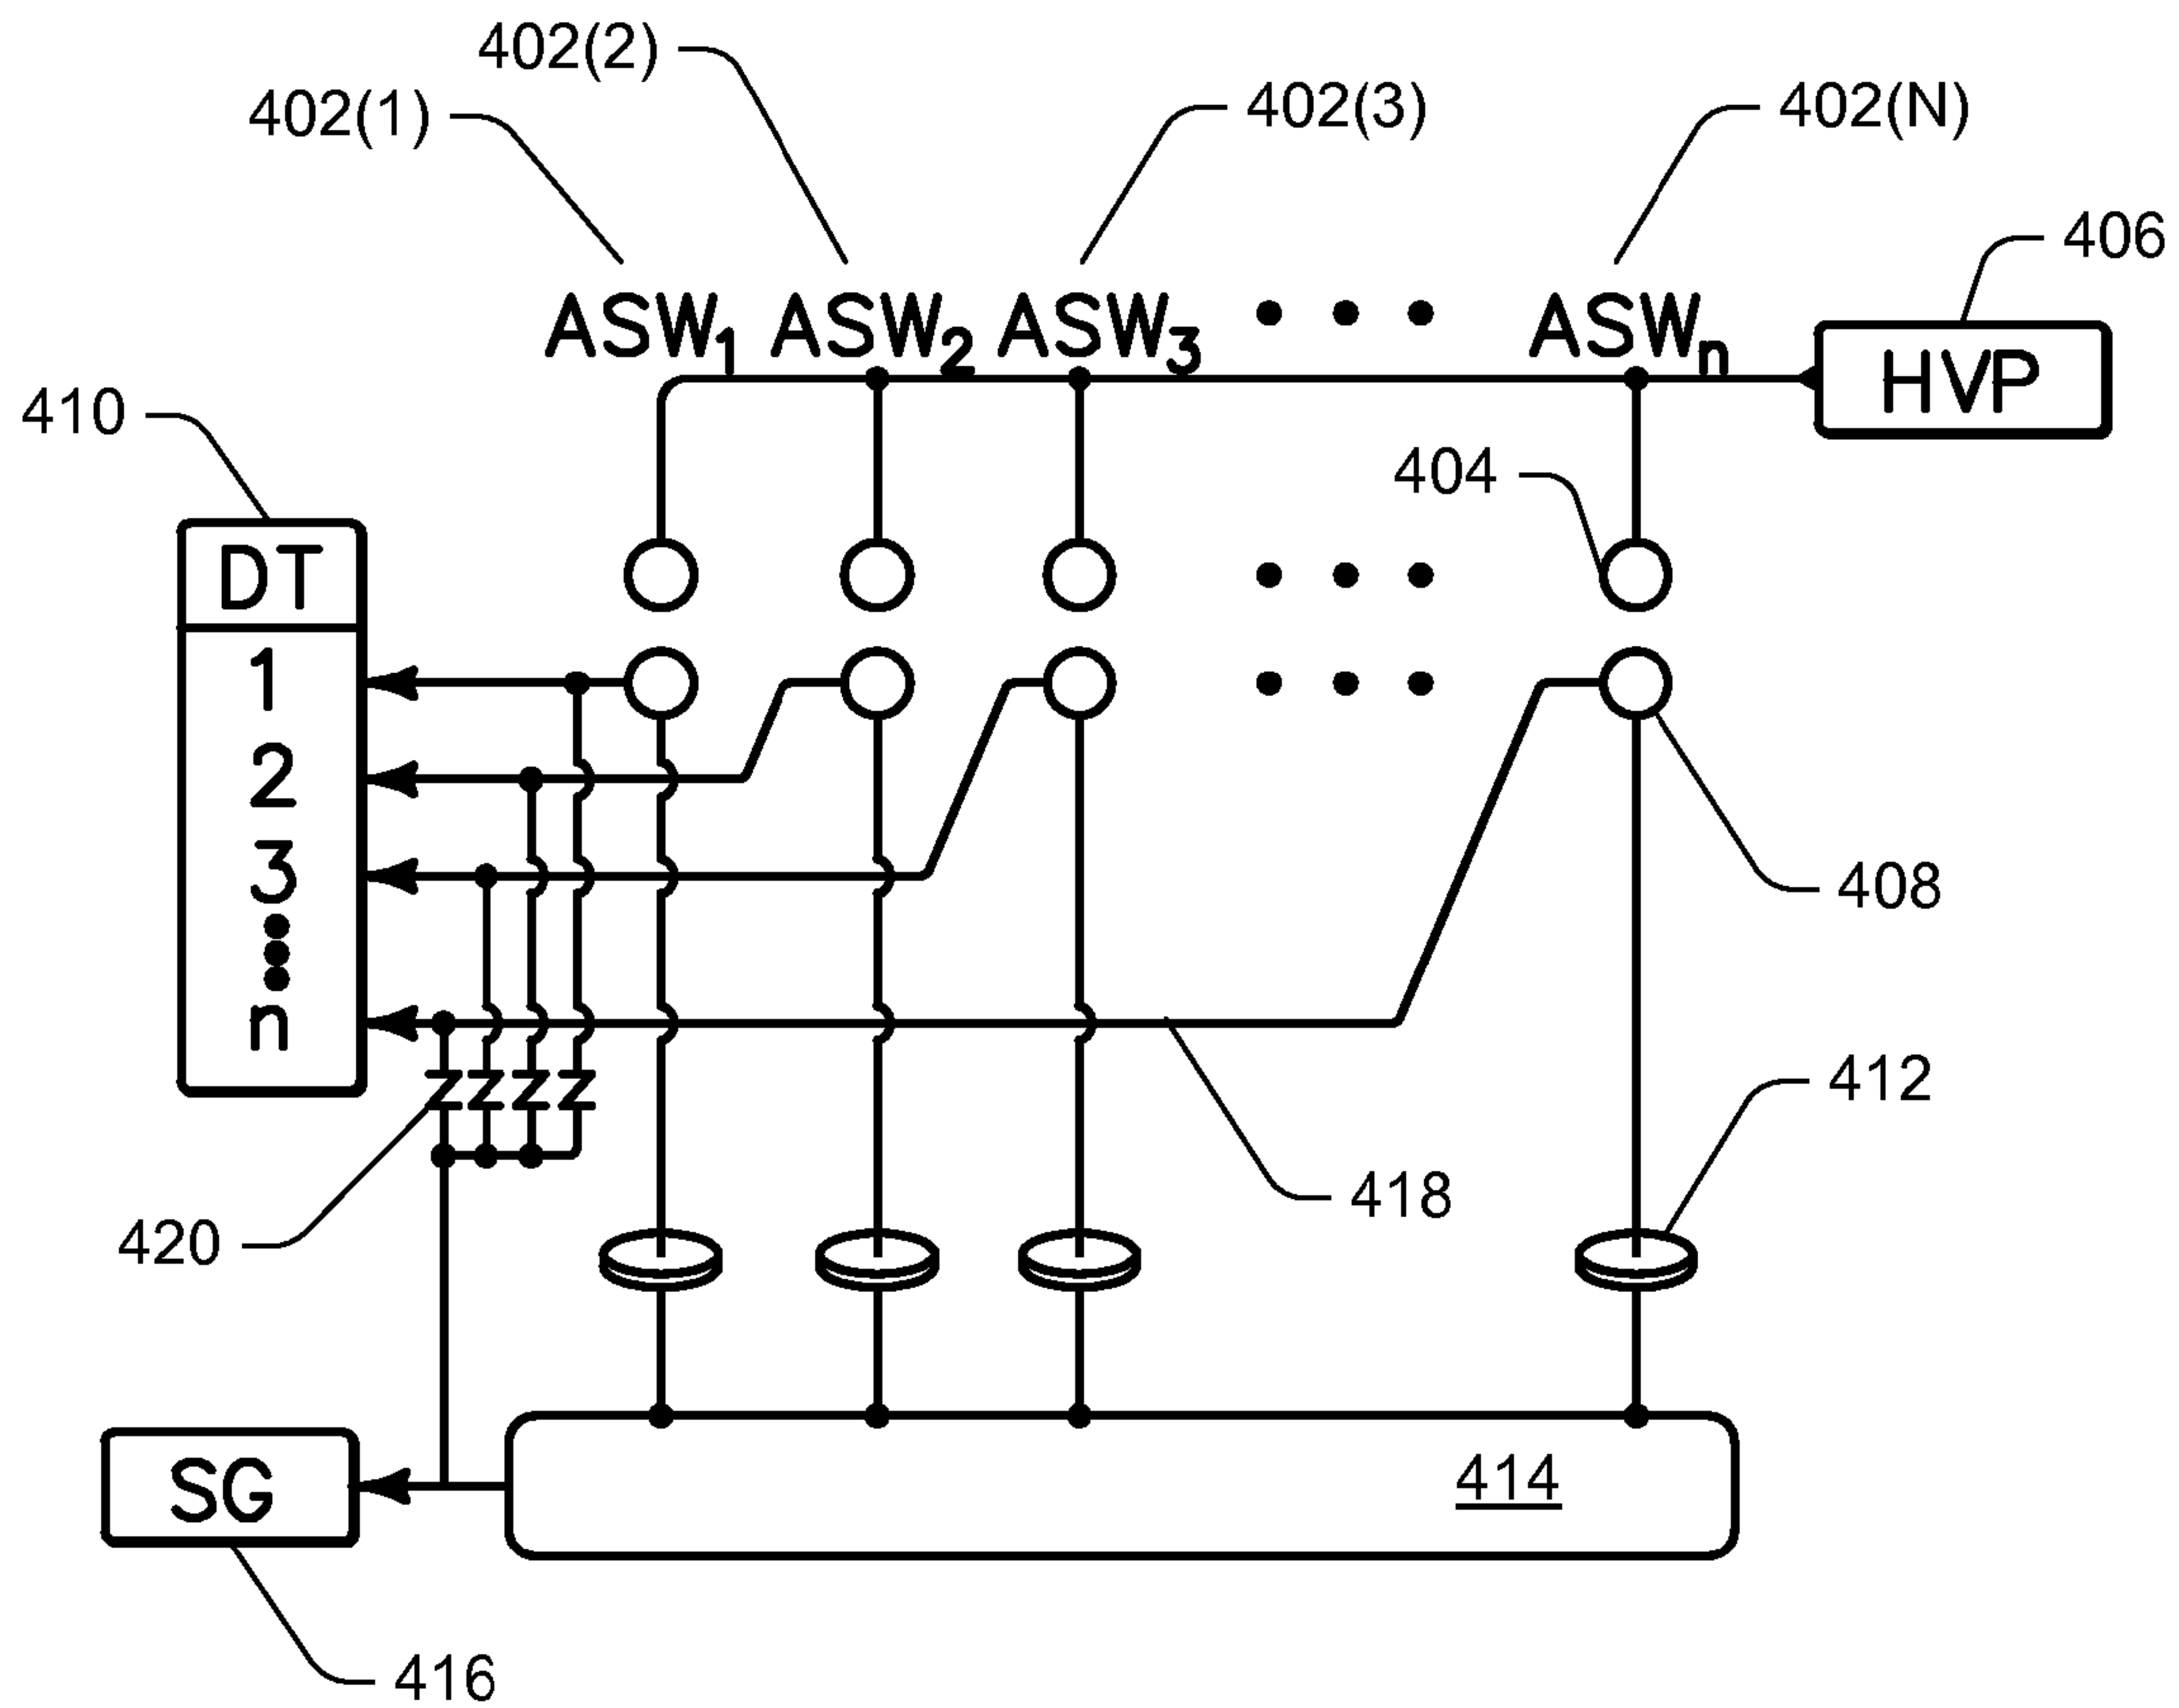 402(2)
402(1)
402(3)
402(N)
406
ASW1 ASW2 ASW3 • • • ASWn
HVP
410
404
DT
1
2
3
n
408
412
418
420
Z Z Z Z
414
SG
416